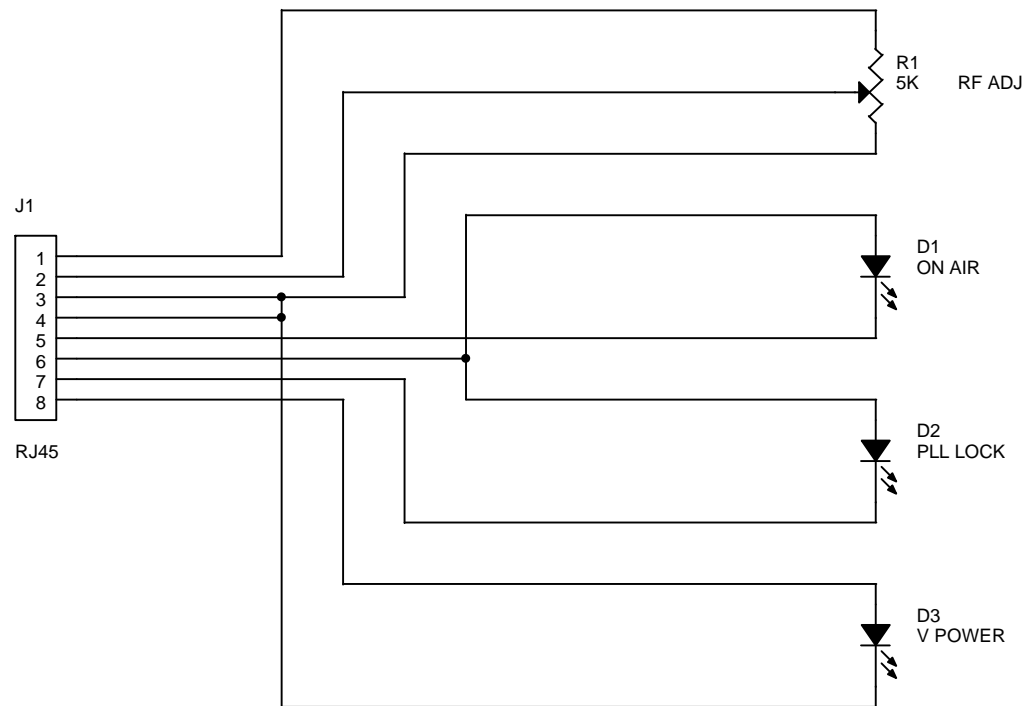 R1
5K RF ADJ
J1
1
2
3
4
5
6
7
8
RJ45
D1
ON AIR
D2
PLL LOCK
D3
V POWER